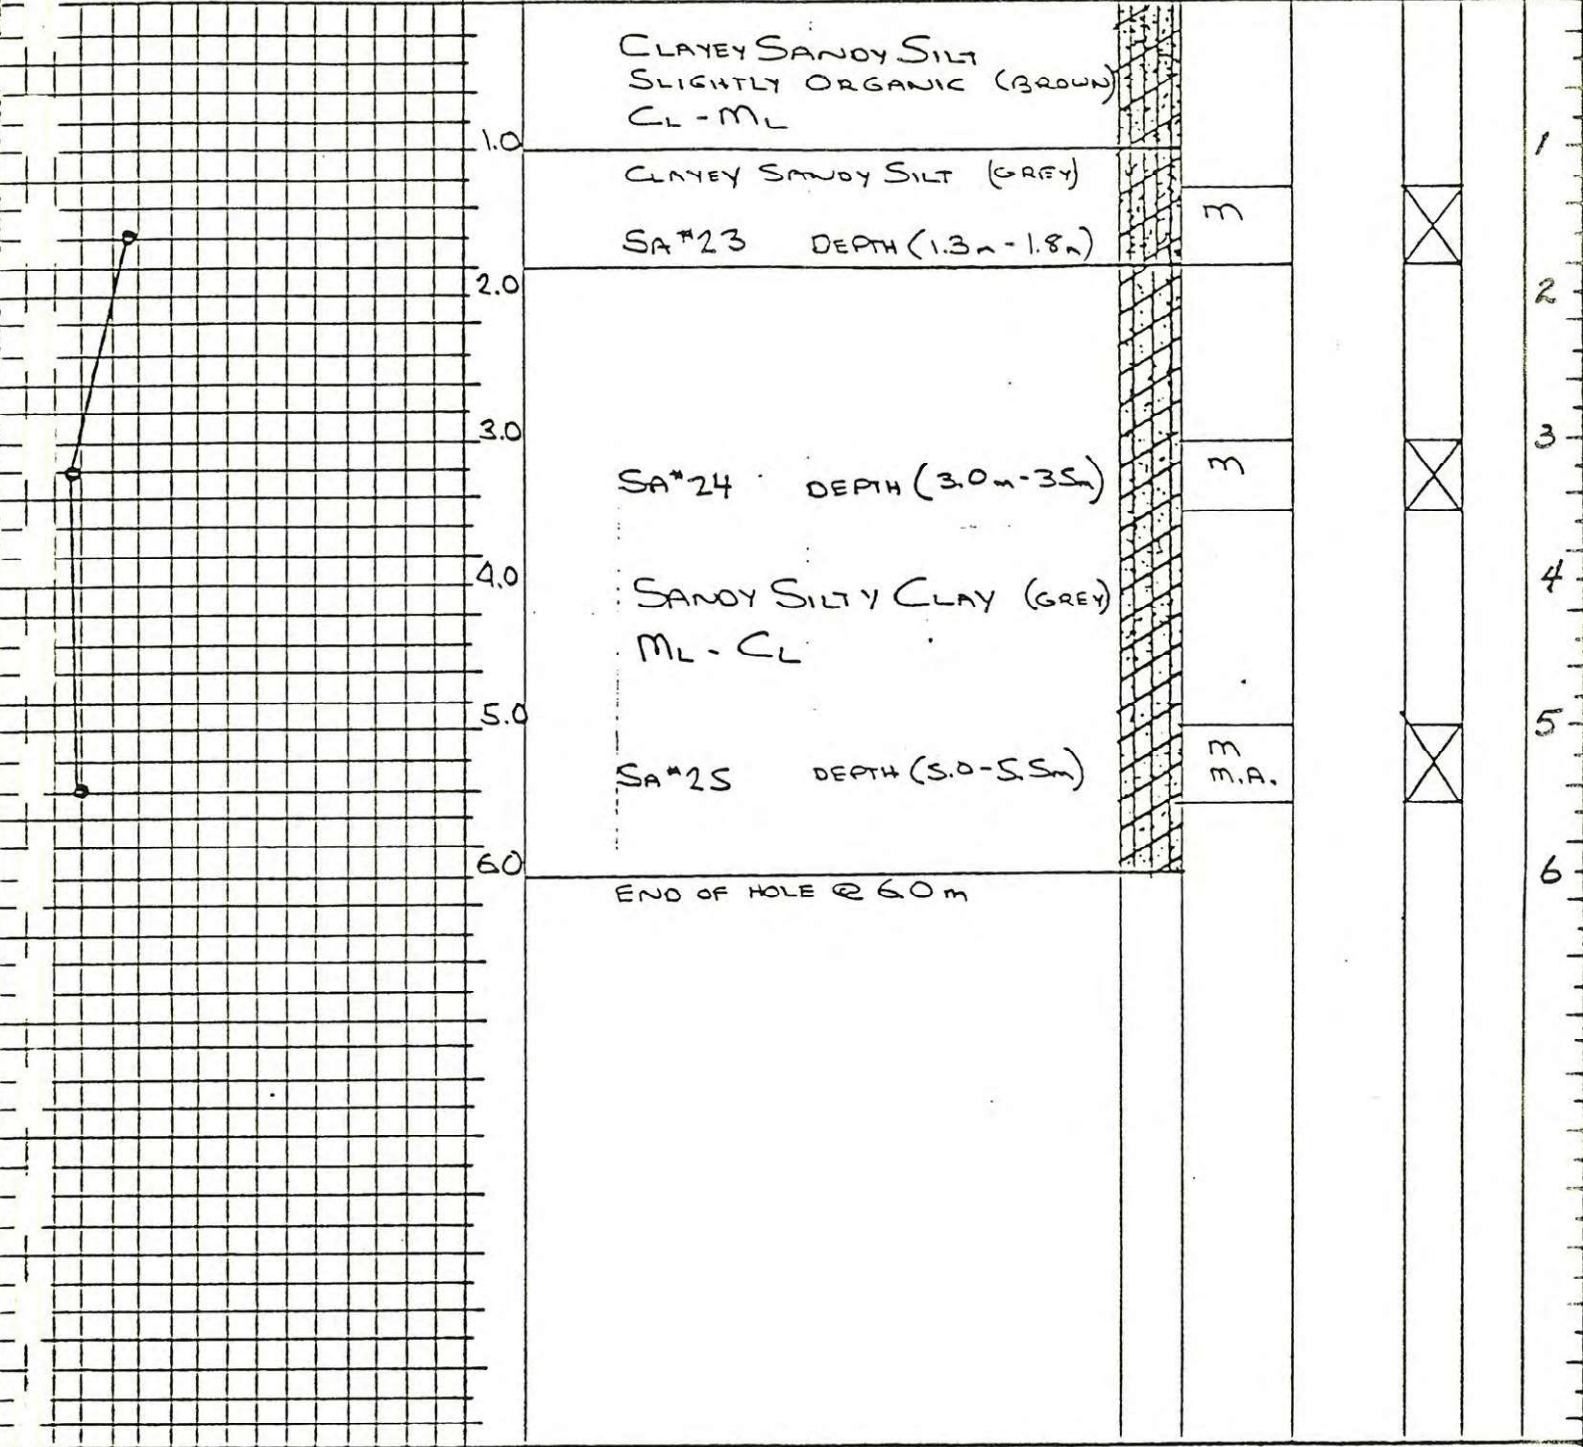 CLAYEY SANDY SILT
SLIGHTLY ORGANIC (BROWN)
CL - ML
1.0
1
CLAYEY SANDY SILT (GREY)
m
SA #23 DEPTH (1.3m - 1.8m)
2.0
2
3.0
3
SA #24 DEPTH (3.0m - 35m)
m
4.0
4
SANDY SILTY CLAY (GREY)
ML - CL
5.0
5
m
SA #25 DEPTH (5.0 - 5.5m)
M.A.
6.0
6
END OF HOLE @ 6.0 m